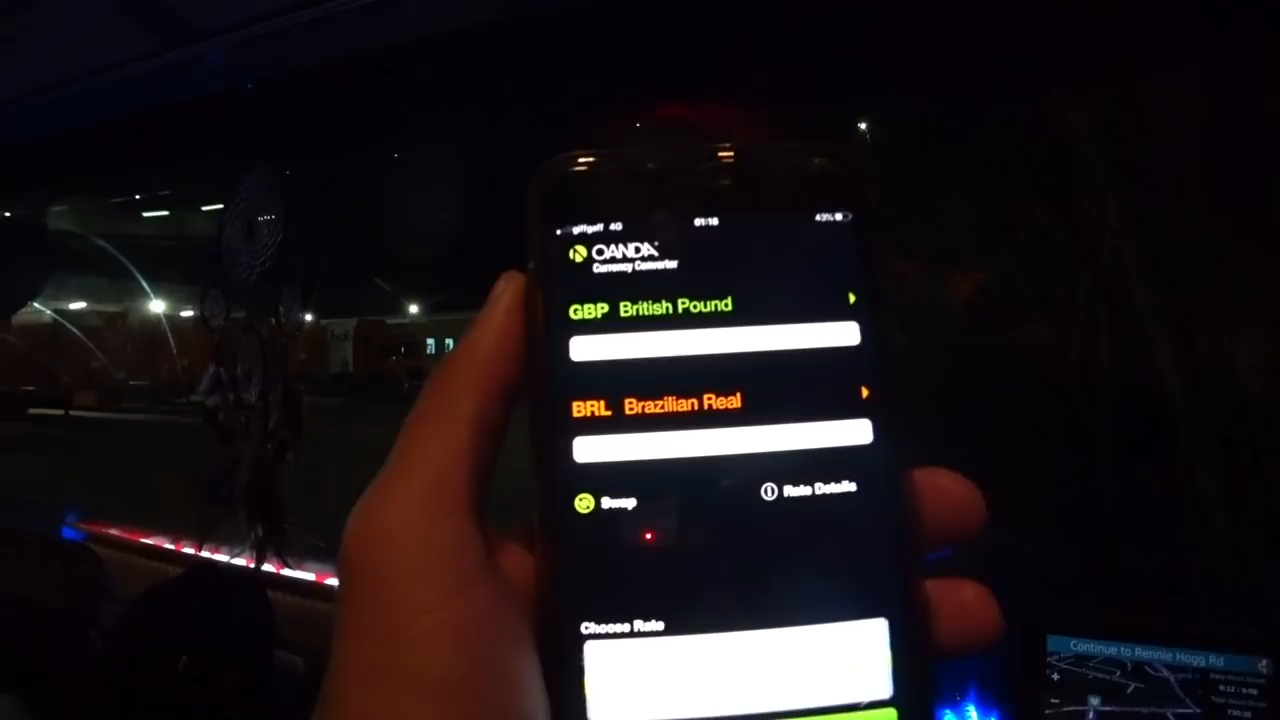 giffgaff 4G 01:18 43%
OANDA
Currency Converter
GBP British Pound
BRL Brazilian Real
Swap
Rate Details
Choose Rate
Continue to Rennie Hogg Rd